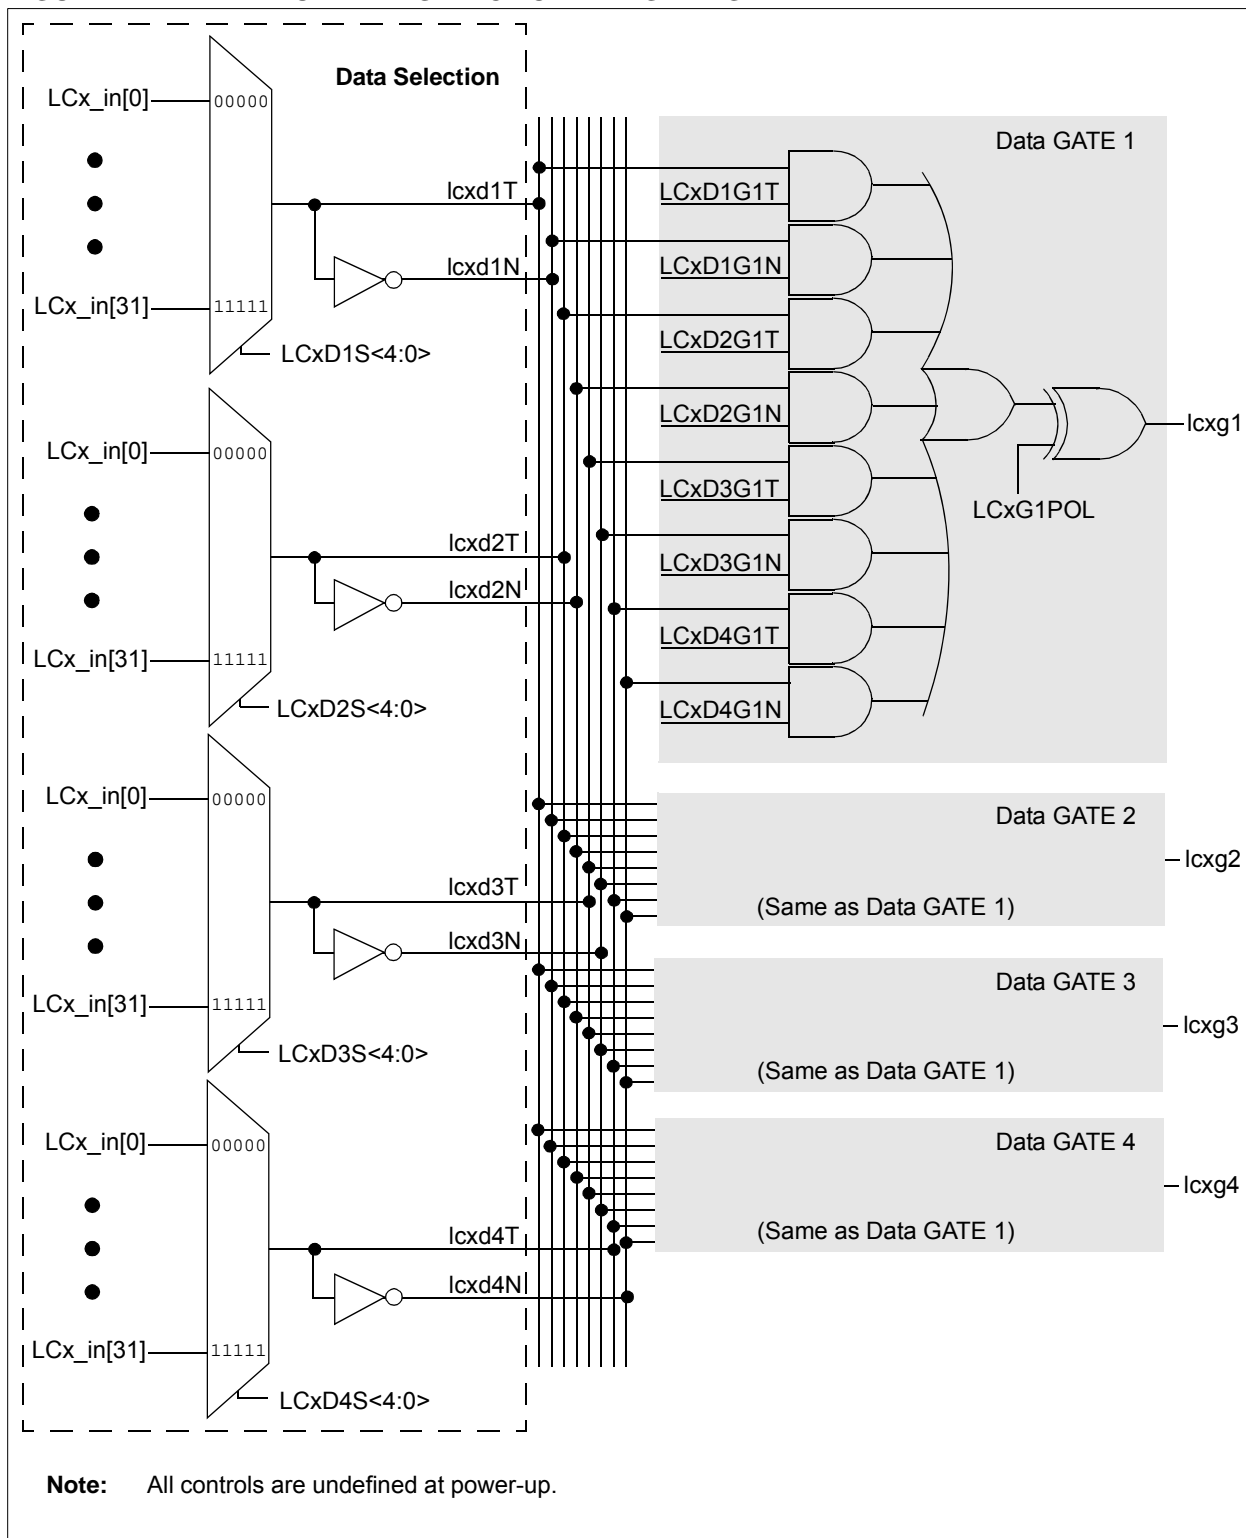 Data Selection
LCx_in[0]
00000
LCx_in[31]
11111
LCxD1S<4:0>
lcxd1T
lcxd1N
LCx_in[0]
00000
LCx_in[31]
11111
LCxD2S<4:0>
lcxd2T
lcxd2N
LCx_in[0]
00000
LCx_in[31]
11111
LCxD3S<4:0>
lcxd3T
lcxd3N
LCx_in[0]
00000
LCx_in[31]
11111
LCxD4S<4:0>
lcxd4T
lcxd4N
Data GATE 1
LCxD1G1T
LCxD1G1N
LCxD2G1T
LCxD2G1N
LCxD3G1T
LCxD3G1N
LCxD4G1T
LCxD4G1N
LCxG1POL
lcxg1
Data GATE 2
(Same as Data GATE 1)
lcxg2
Data GATE 3
(Same as Data GATE 1)
lcxg3
Data GATE 4
(Same as Data GATE 1)
lcxg4
Note: All controls are undefined at power-up.